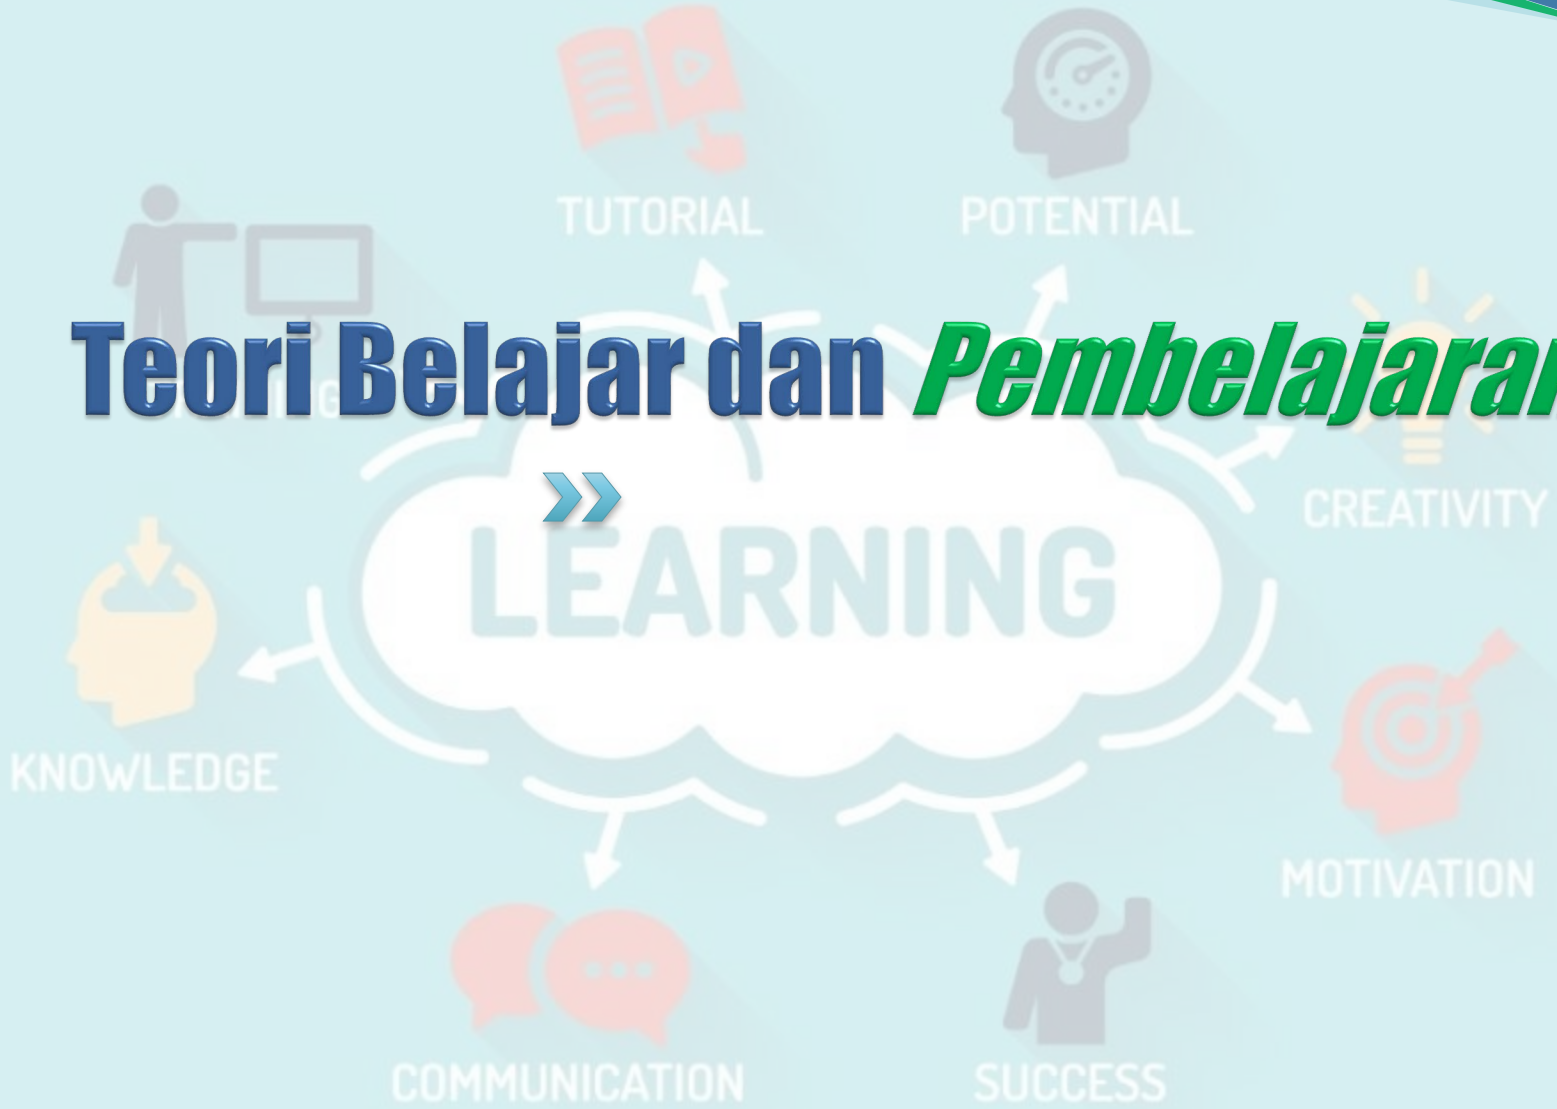 TUTORIAL
POTENTIAL
Teori Belajar dan Pembelajaran
LEARNING
CREATIVITY
KNOWLEDGE
MOTIVATION
COMMUNICATION
SUCCESS